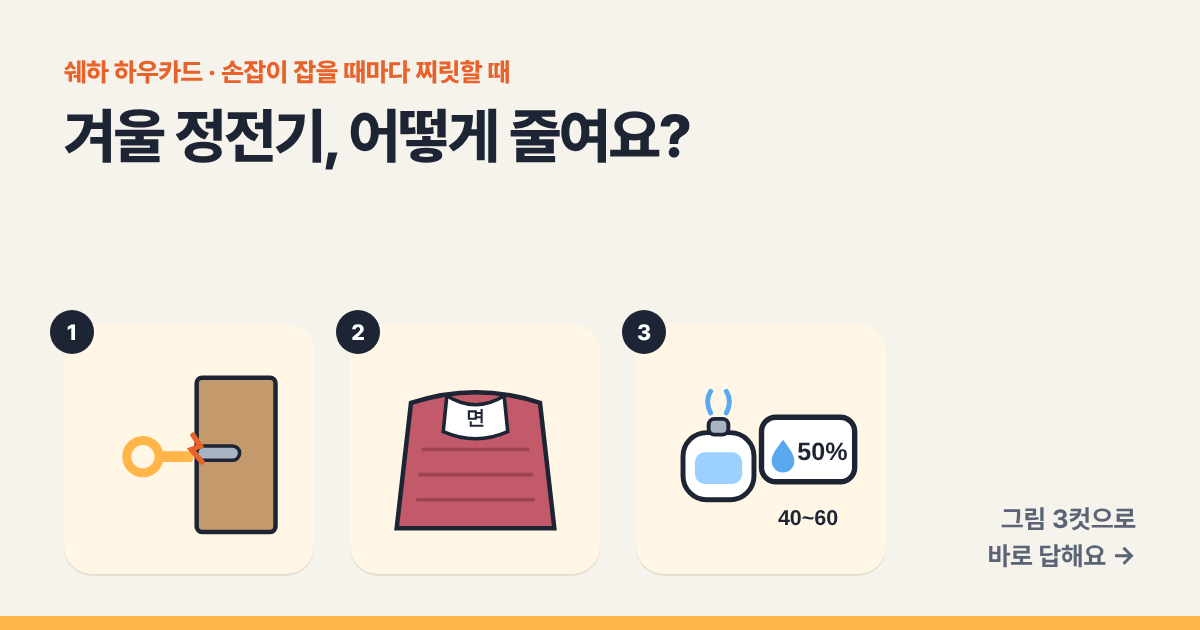 쉐하 하우카드 · 손잡이 잡을 때마다 찌릿할 때
겨울 정전기, 어떻게 줄여요?
1
2
3
면
50%
40~60
그림 3컷으로
바로 답해요 →